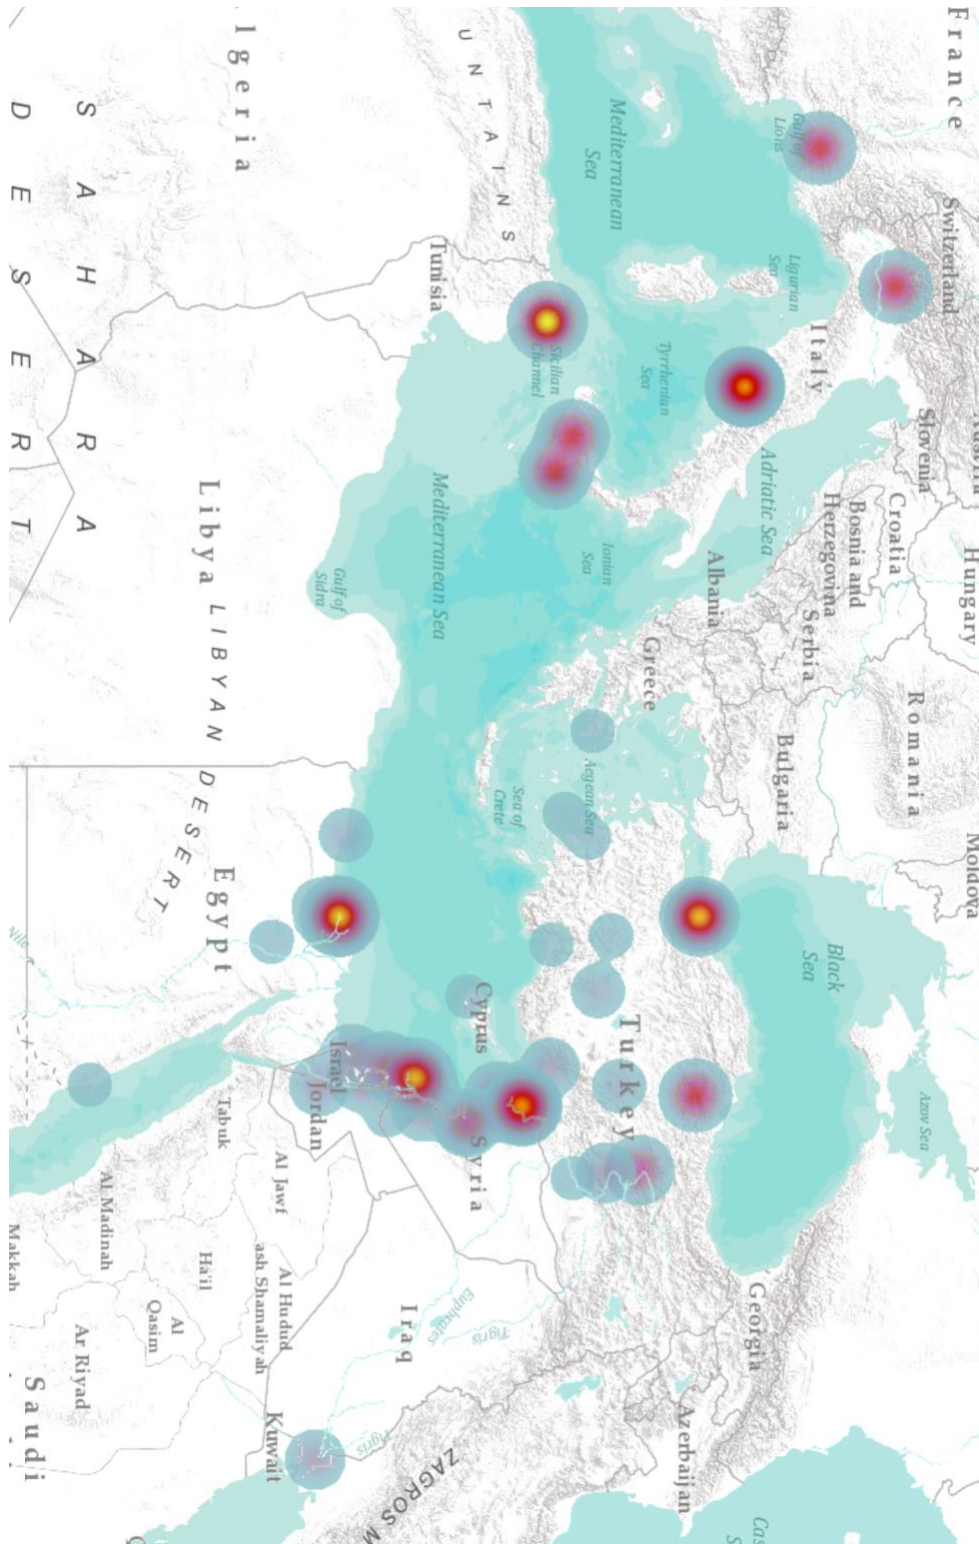 France
Switzerland
Slovenia
Hungary
Croatia
Romania
Moldova
Italy
Bosnia and
Herzegovina
Serbia
Bulgaria
Azov Sea
Gulf of
Lions
Ligurian
Sea
Adriatic Sea
Albania
Black
Sea
Georgia
Cas
S
Mediterranean
Sea
Tyrrhenian
Sea
Ionian
Sea
Greece
Aegean Sea
Turkey
Azerbaijan
UNTAINS
Tunisia
Sicilian
Channel
Mediterranean Sea
Sea of
Crete
Cyprus
Syria
Euphrates
Tigris
Iraq
ZAGROS M
lgeria
Gulf of
Sidra
Libya
LIBYAN DESERT
Egypt
Israel
Jordan
Tabuk
Al Jawf
Al Hudud
ash Shamaliyah
Tigris
Kuwait
SAHARA
DESERT
Nile
Al Madinah
Ha'il
Al
Qasim
Ar Riyad
Makkah
Saudi